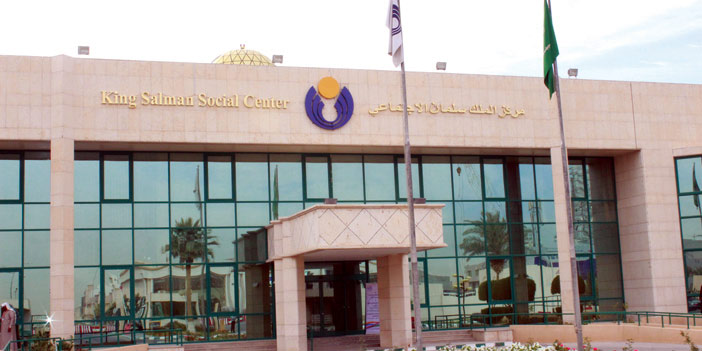 King Salman Social Center
مركز الملك سلمان الاجتماعي